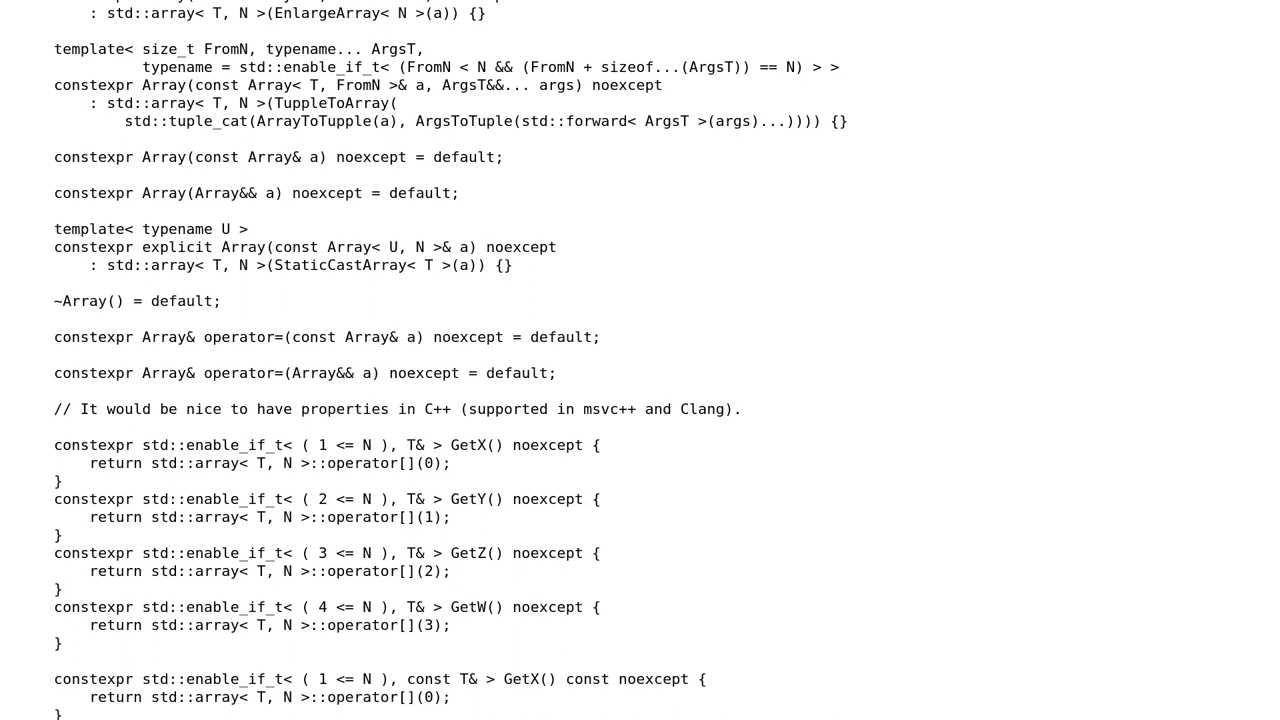 : std::array< T, N >(EnlargeArray< N >(a)) {}
template< size_t FromN, typename... ArgsT,
typename = std::enable_if_t< (FromN < N && (FromN + sizeof...(ArgsT)) == N) > >
constexpr Array(const Array< T, FromN >& a, ArgsT&&... args) noexcept
: std::array< T, N >(TuppleToArray(
std::tuple_cat(ArrayToTupple(a), ArgsToTuple(std::forward< ArgsT >(args)...)))) {}
constexpr Array(const Array& a) noexcept = default;
constexpr Array(Array&& a) noexcept = default;
template< typename U >
constexpr explicit Array(const Array< U, N >& a) noexcept
: std::array< T, N >(StaticCastArray< T >(a)) {}
~Array() = default;
constexpr Array& operator=(const Array& a) noexcept = default;
constexpr Array& operator=(Array&& a) noexcept = default;
// It would be nice to have properties in C++ (supported in msvc++ and Clang).
constexpr std::enable_if_t< ( 1 <= N ), T& > GetX() noexcept {
return std::array< T, N >::operator[](0);
}
constexpr std::enable_if_t< ( 2 <= N ), T& > GetY() noexcept {
return std::array< T, N >::operator[](1);
}
constexpr std::enable_if_t< ( 3 <= N ), T& > GetZ() noexcept {
return std::array< T, N >::operator[](2);
}
constexpr std::enable_if_t< ( 4 <= N ), T& > GetW() noexcept {
return std::array< T, N >::operator[](3);
}
constexpr std::enable_if_t< ( 1 <= N ), const T& > GetX() const noexcept {
return std::array< T, N >::operator[](0);
}